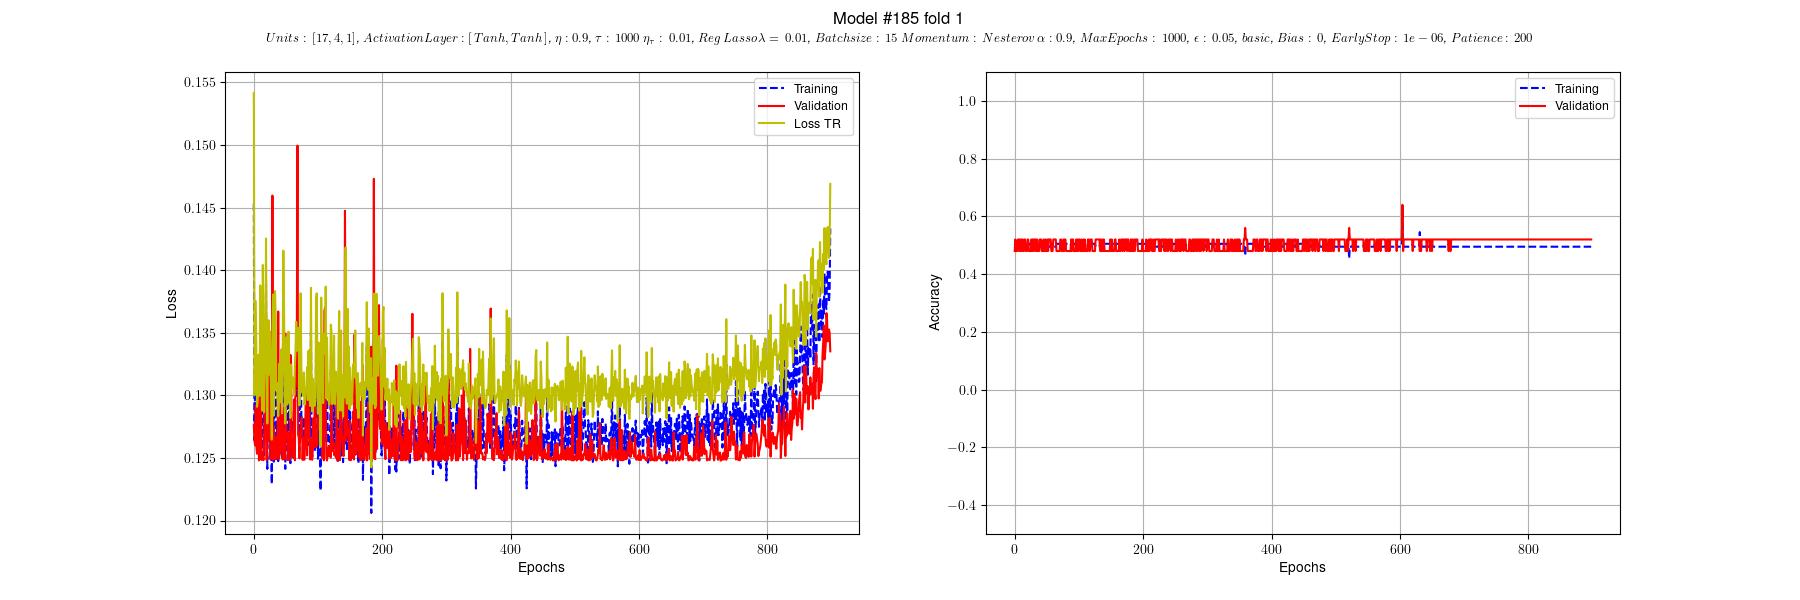 Model #185 fold 1
Units : [17, 4, 1], ActivationLayer : [Tanh, Tanh], η : 0.9, τ : 1000 ητ : 0.01, Reg Lasso λ = 0.01, Batchsize : 15 Momentum : Nesterov α : 0.9, MaxEpochs : 1000, ϵ : 0.05, basic, Bias : 0, EarlyStop : 1e − 06, Patience : 200
0.155
0.150
0.145
0.140
0.135
0.130
0.125
0.120
Loss
0 200 400 600 800
Epochs
Training
Validation
Loss TR
1.0
0.8
0.6
0.4
0.2
0.0
−0.2
−0.4
Accuracy
0 200 400 600 800
Epochs
Training
Validation